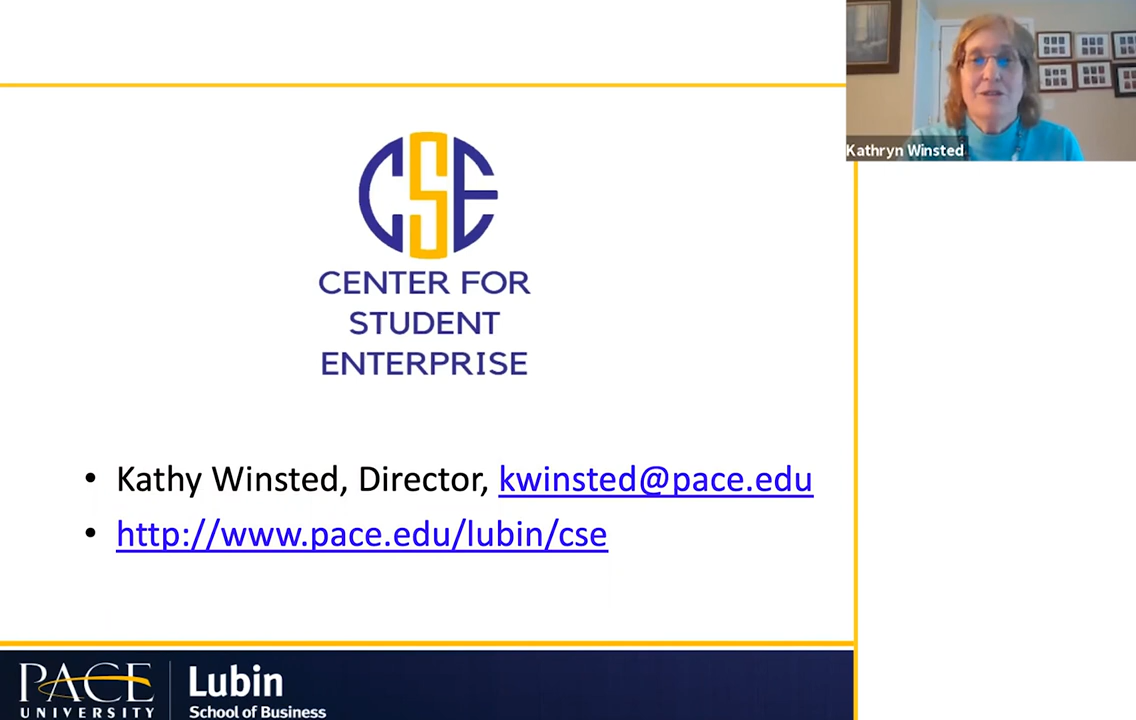 Kathryn Winsted
CSE
CENTER FOR
STUDENT
ENTERPRISE
• Kathy Winsted, Director, kwinsted@pace.edu
• http://www.pace.edu/lubin/cse
PACE
UNIVERSITY
Lubin
School of Business